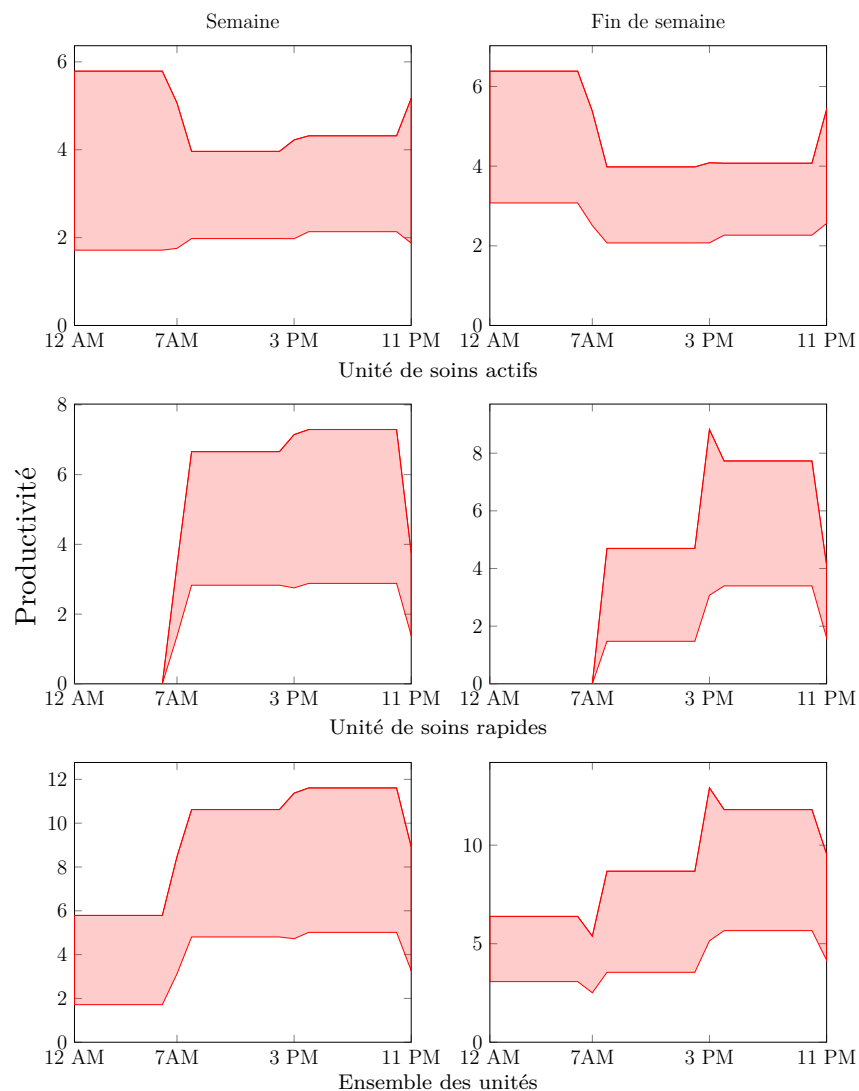 Semaine
Fin de semaine
6
4
2
0
12 AM 7AM 3 PM 11 PM
6
4
2
0
12 AM 7AM 3 PM 11 PM
Unité de soins actifs
Productivité
8
6
4
2
0
12 AM 7AM 3 PM 11 PM
8
6
4
2
0
12 AM 7AM 3 PM 11 PM
Unité de soins rapides
12
10
8
6
4
2
0
12 AM 7AM 3 PM 11 PM
10
5
0
12 AM 7AM 3 PM 11 PM
Ensemble des unités